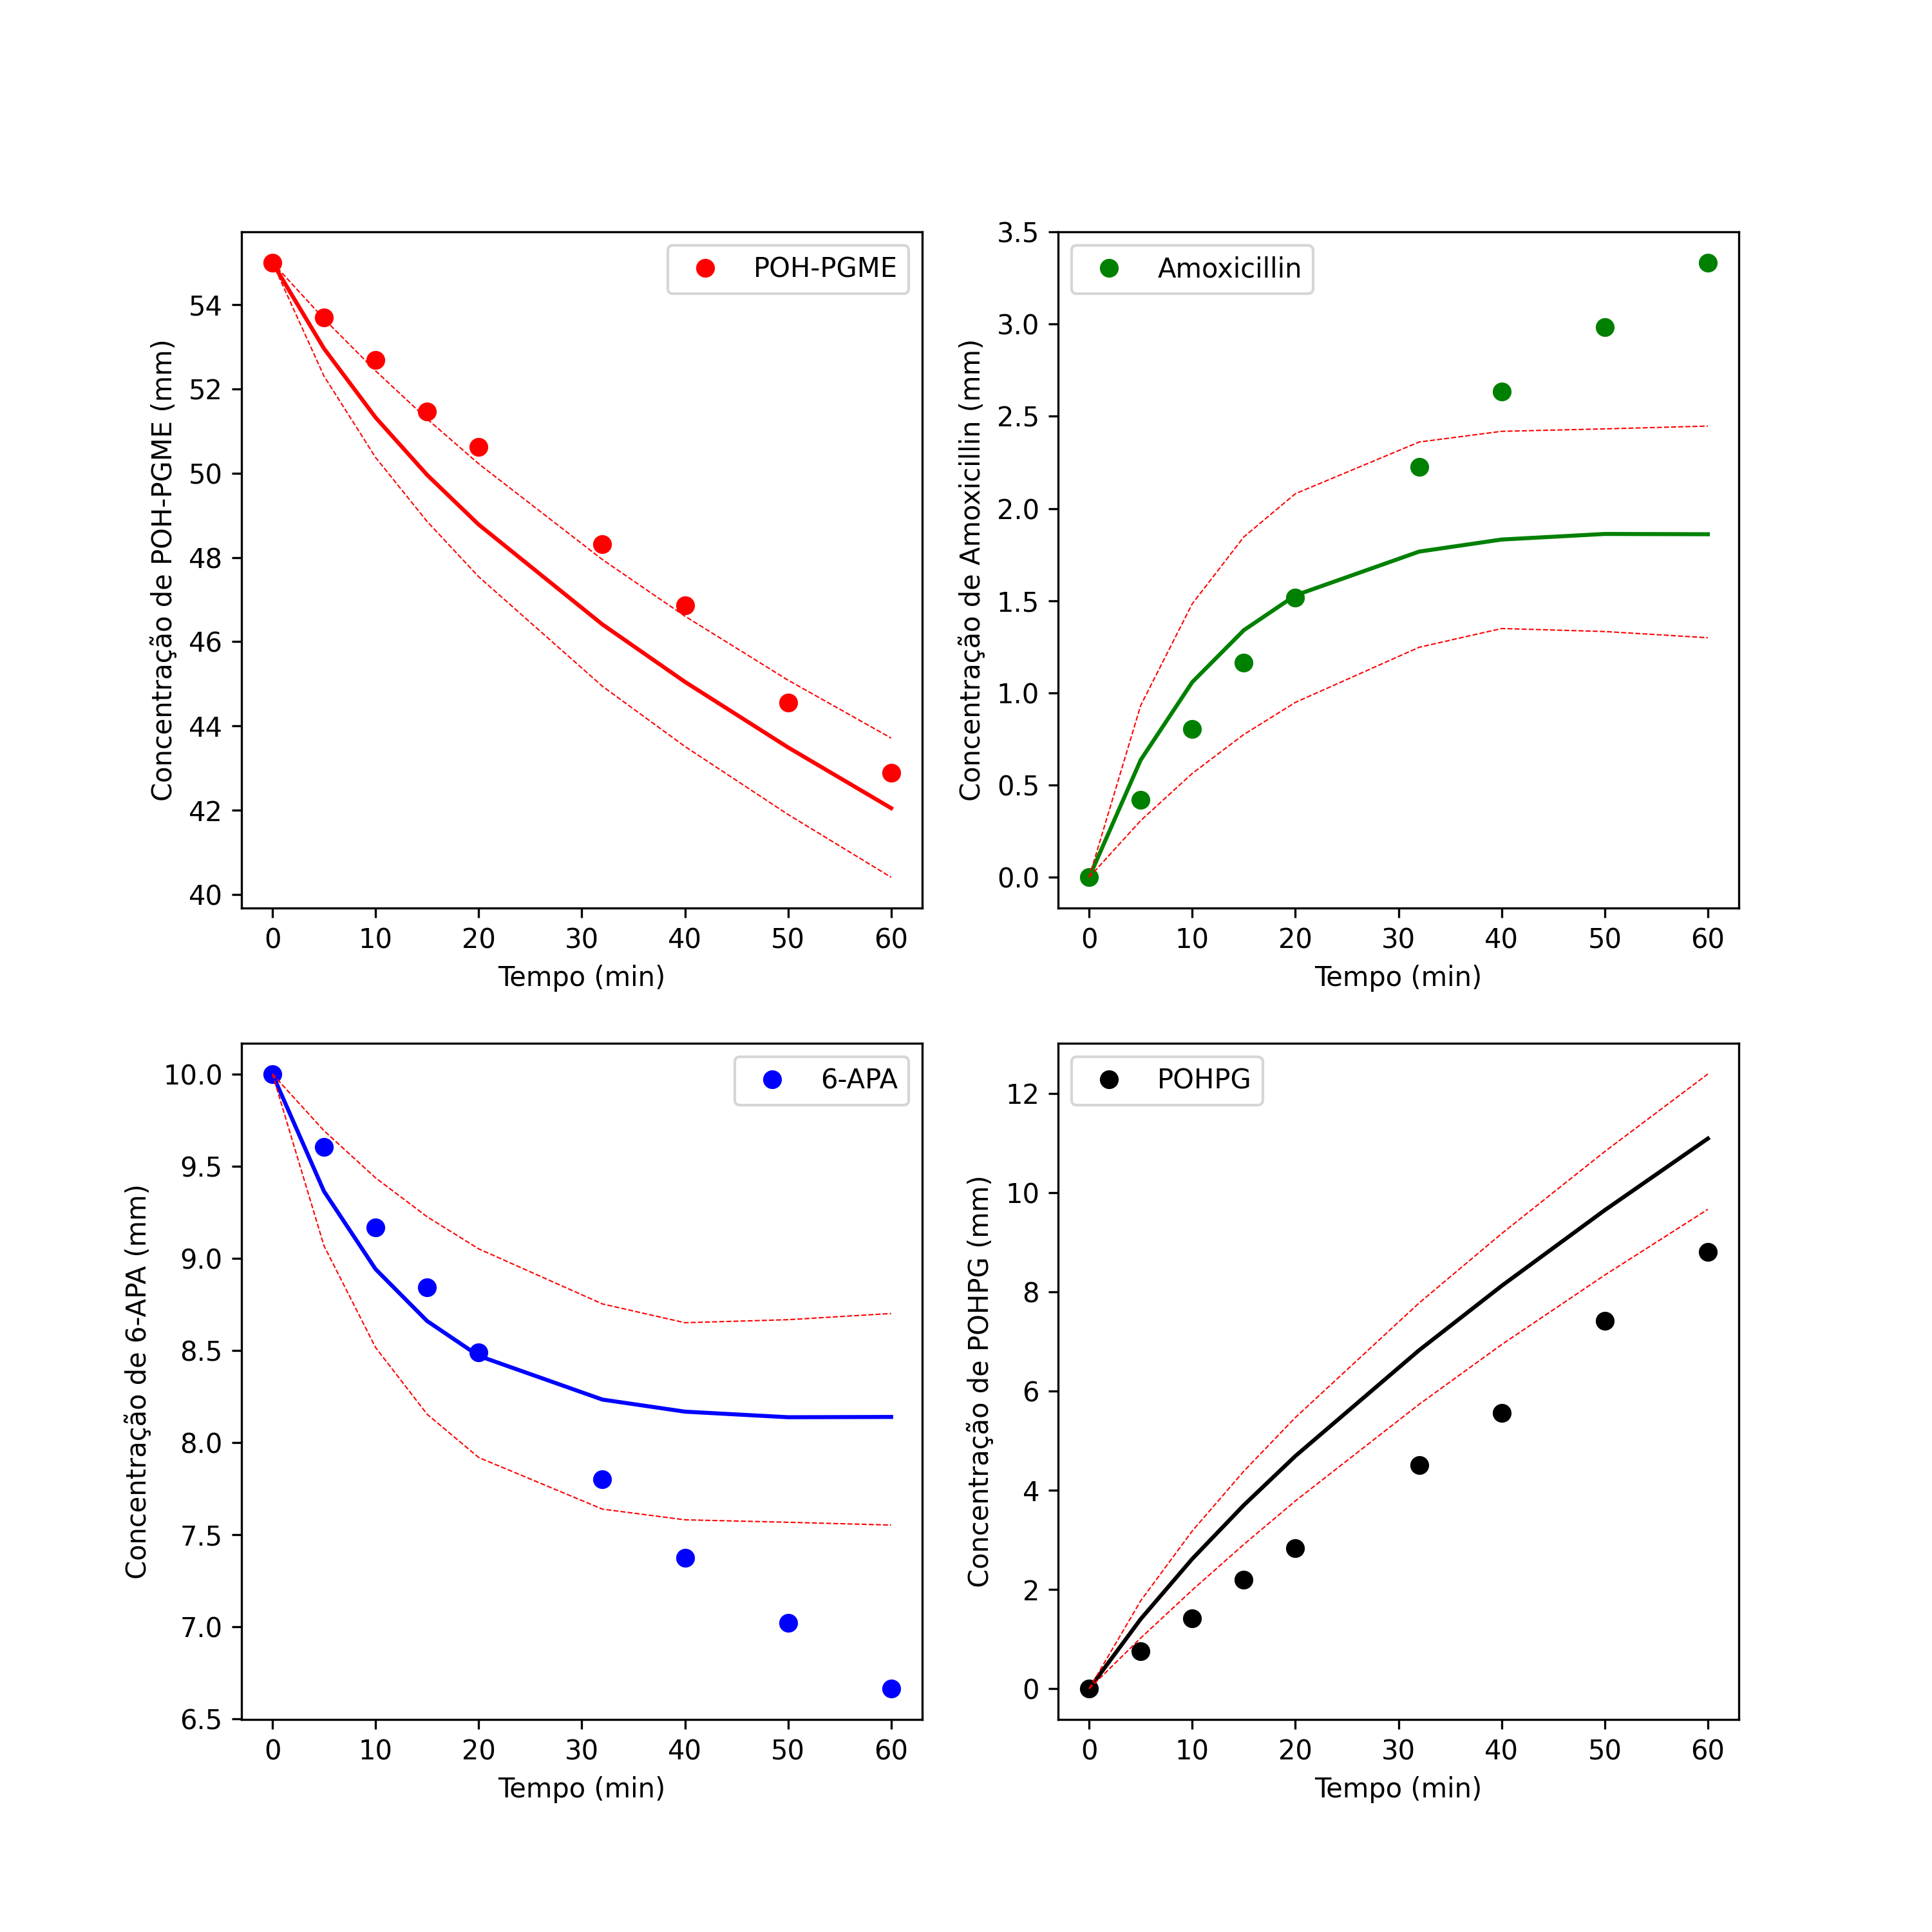 POH-PGME
54
52
50
48
46
44
42
40
Concentração de POH-PGME (mm)
0 10 20 30 40 50 60
Tempo (min)
Amoxicillin
3.5
3.0
2.5
2.0
1.5
1.0
0.5
0.0
Concentração de Amoxicillin (mm)
0 10 20 30 40 50 60
Tempo (min)
6-APA
10.0
9.5
9.0
8.5
8.0
7.5
7.0
6.5
Concentração de 6-APA (mm)
0 10 20 30 40 50 60
Tempo (min)
POHPG
12
10
8
6
4
2
0
Concentração de POHPG (mm)
0 10 20 30 40 50 60
Tempo (min)